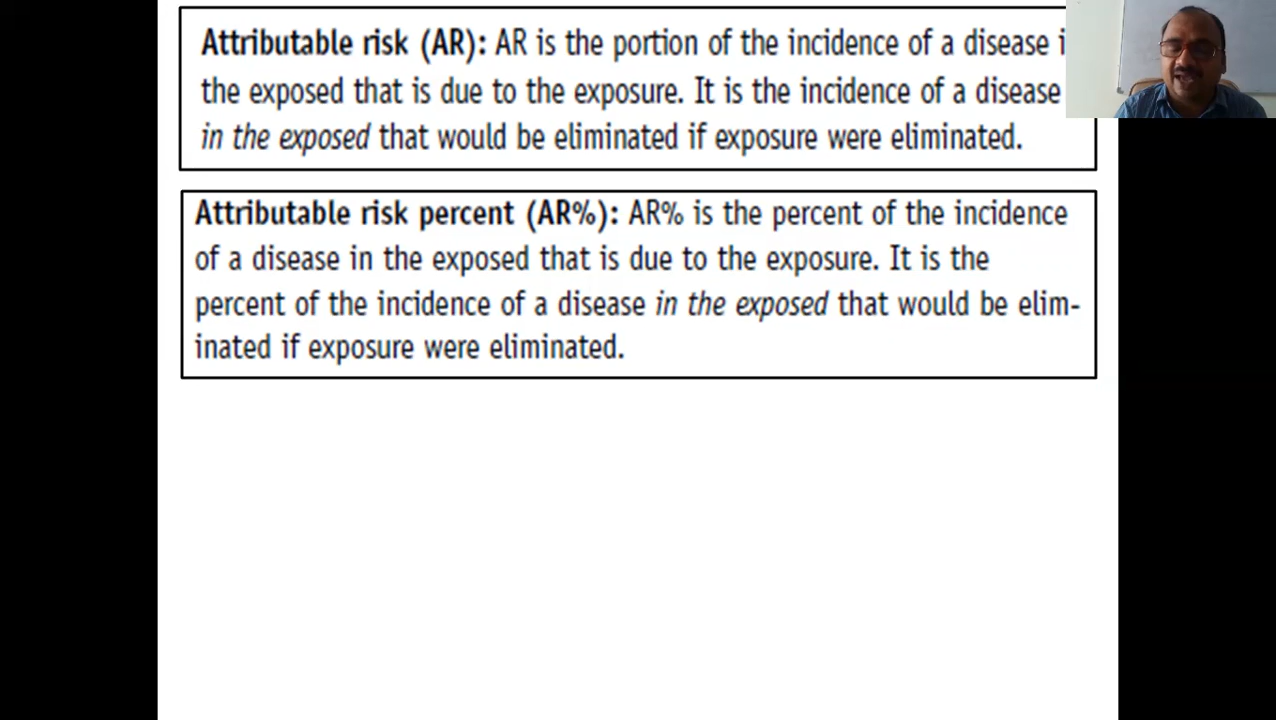 Attributable risk (AR): AR is the portion of the incidence of a disease
the exposed that is due to the exposure. It is the incidence of a disease
in the exposed that would be eliminated if exposure were eliminated.
Attributable risk percent (AR%): AR% is the percent of the incidence
of a disease in the exposed that is due to the exposure. It is the
percent of the incidence of a disease in the exposed that would be elim-
inated if exposure were eliminated.